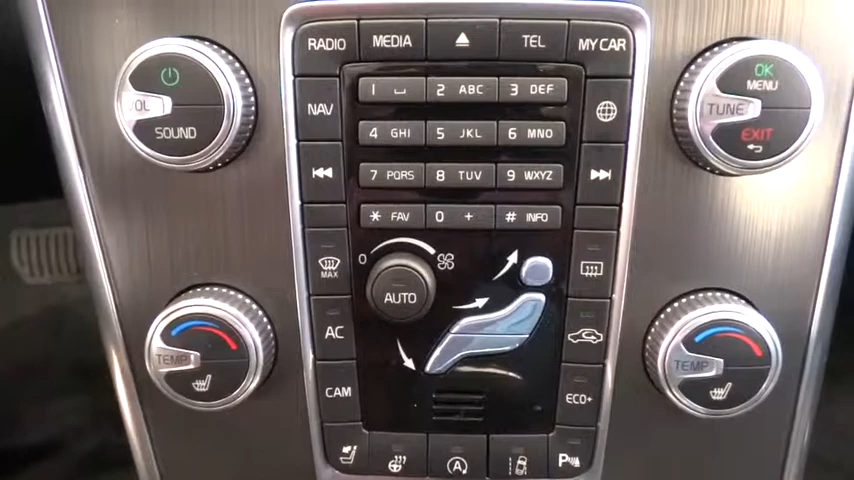 RADIO MEDIA TEL MY CAR
VOL
SOUND
NAV
1 2 ABC 3 DEF
4 GHI 5 JKL 6 MNO
7 PQRS 8 TUV 9 WXYZ
* FAV 0 + # INFO
OK
MENU
TUNE
EXIT
0
MAX
AUTO
AC
TEMP
TEMP
CAM
ECO+
A
P